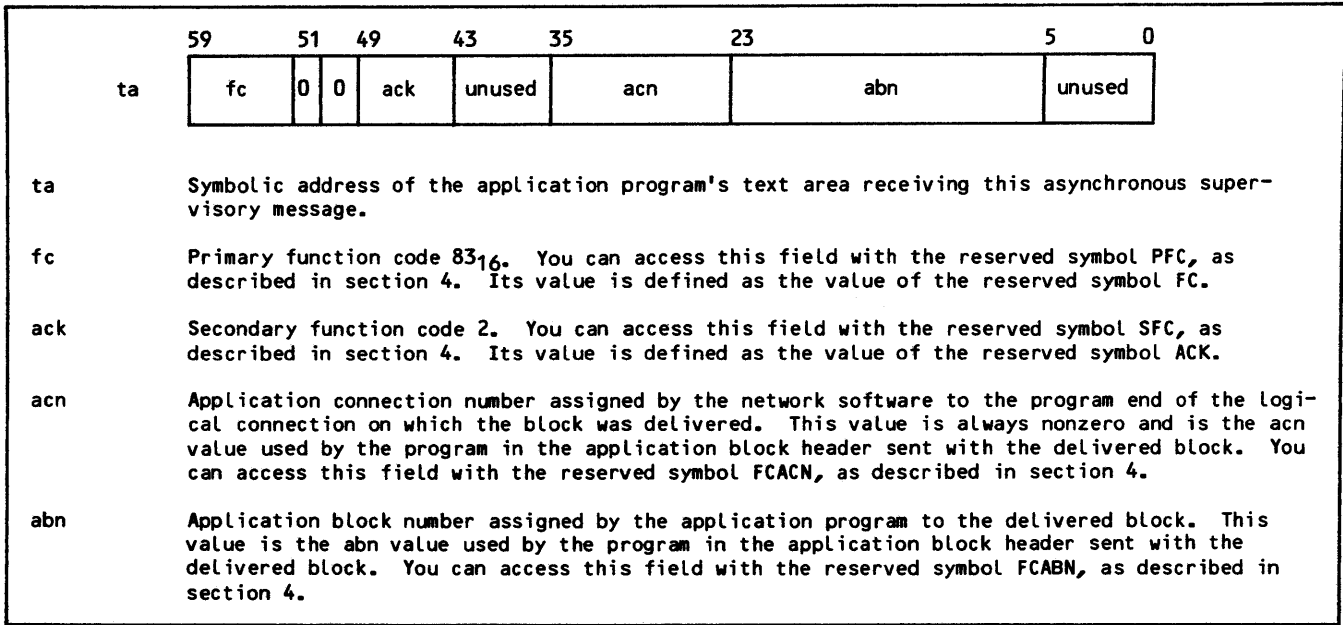 59 51 49 43 35 23 5 0
ta fc 0 0 ack unused acn abn unused
ta Symbolic address of the application program's text area receiving this asynchronous super-
visory message.
fc Primary function code 83₁₆. You can access this field with the reserved symbol PFC, as
described in section 4. Its value is defined as the value of the reserved symbol FC.
ack Secondary function code 2. You can access this field with the reserved symbol SFC, as
described in section 4. Its value is defined as the value of the reserved symbol ACK.
acn Application connection number assigned by the network software to the program end of the logi-
cal connection on which the block was delivered. This value is always nonzero and is the acn
value used by the program in the application block header sent with the delivered block. You
can access this field with the reserved symbol FCACN, as described in section 4.
abn Application block number assigned by the application program to the delivered block. This
value is the abn value used by the program in the application block header sent with the
delivered block. You can access this field with the reserved symbol FCABN, as described in
section 4.